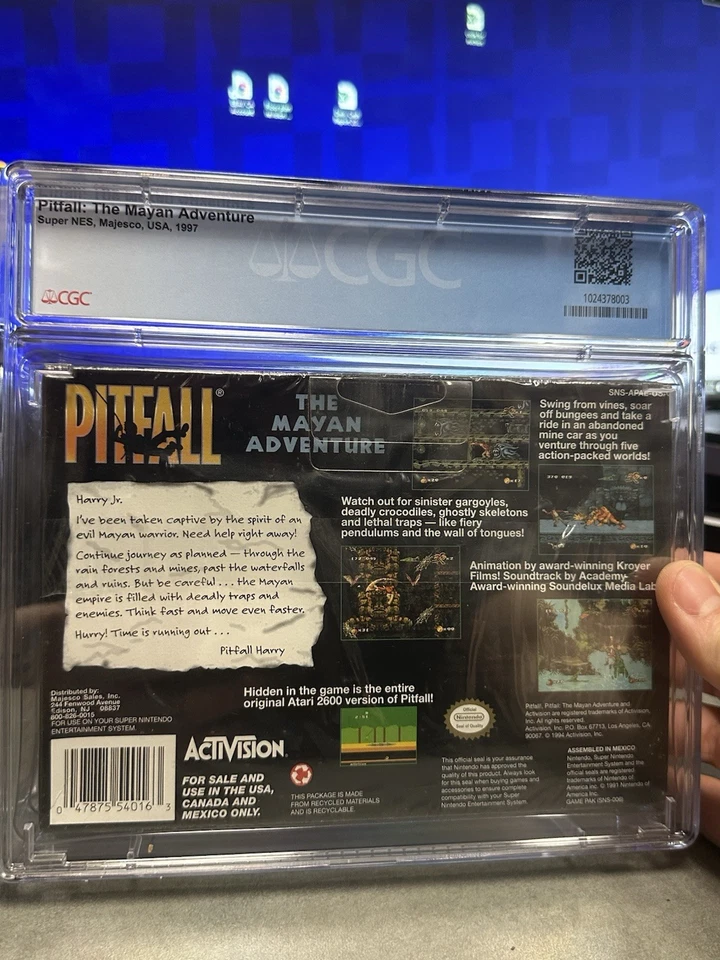 Pitfall: The Mayan Adventure
Super NES, Majesco, USA, 1997
CGC
CGC
1024378003
PITFALL®
THE
MAYAN
ADVENTURE
Harry Jr.
I've been taken captive by the spirit of an
evil Mayan warrior. Need help right away!
Continue journey as planned — through the
rain forests and mines, past the waterfalls
and ruins. But be careful . . . the Mayan
empire is filled with deadly traps and
enemies. Think fast and move even faster.
Hurry! Time is running out . . .
Pitfall Harry
Swing from vines, soar
off bungees and take a
ride in an abandoned
mine car as you
venture through five
action-packed worlds!
Watch out for sinister gargoyles,
deadly crocodiles, ghostly skeletons
and lethal traps — like fiery
pendulums and the wall of tongues!
Animation by award-winning Kroyer
Films! Soundtrack by Academy-
Award-winning Soundelux Media Lab
Hidden in the game is the entire
original Atari 2600 version of Pitfall!
Distributed by:
Majesco Sales, Inc.
244 Fenwood Avenue
Edison, NJ 08837
800-826-0015
FOR USE ON YOUR SUPER NINTENDO
ENTERTAINMENT SYSTEM
0 47875 54016 3
ACTIVISION®
FOR SALE AND
USE IN THE USA,
CANADA AND
MEXICO ONLY.
THIS PACKAGE IS MADE
FROM RECYCLED MATERIALS
AND IS RECYCLABLE.
Official
Nintendo
Seal of Quality
This official seal is your assurance
that Nintendo has approved the
quality of this product. Always look
for this seal when buying games and
accessories to ensure complete
compatibility with your Super
Nintendo Entertainment System.
Pitfall!, Pitfall: The Mayan Adventure and
Activision are registered trademarks of Activision,
Inc. All rights reserved.
Activision, Inc. P.O. Box 67713, Los Angeles, CA
90067. © 1994 Activision, Inc.
ASSEMBLED IN MEXICO
Nintendo, Super Nintendo
Entertainment System and the
official seals are registered
trademarks of Nintendo of
America Inc. © 1991 Nintendo of
America Inc.
GAME PAK (SNS-006)